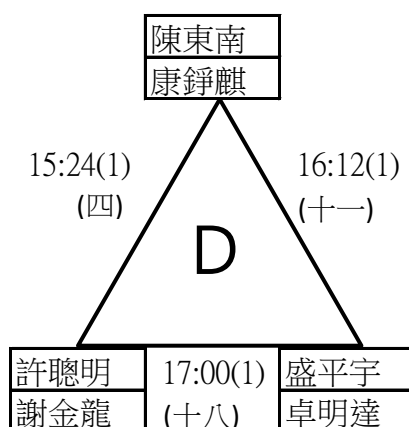 陳東南
康錚麒
15:24(1)
(四)
16:12(1)
(十一)
D
許聰明
謝金龍
17:00(1)
(十八)
盛平宇
卓明達